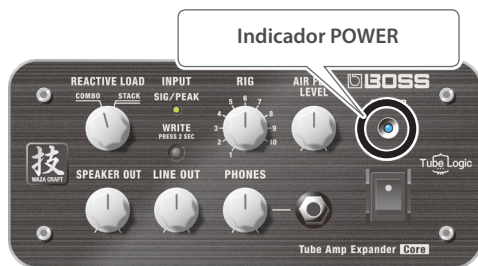 Indicador POWER
REACTIVE LOAD
COMBO
STACK
INPUT
SIG/PEAK
WRITE
PRESS 2 SEC
RIG
1
2
3
4
5
6
7
8
9
10
LEVEL
BOSS
技
WAZA CRAFT
Tube Logic
SPEAKER OUT
LINE OUT
PHONES
Tube Amp Expander Core